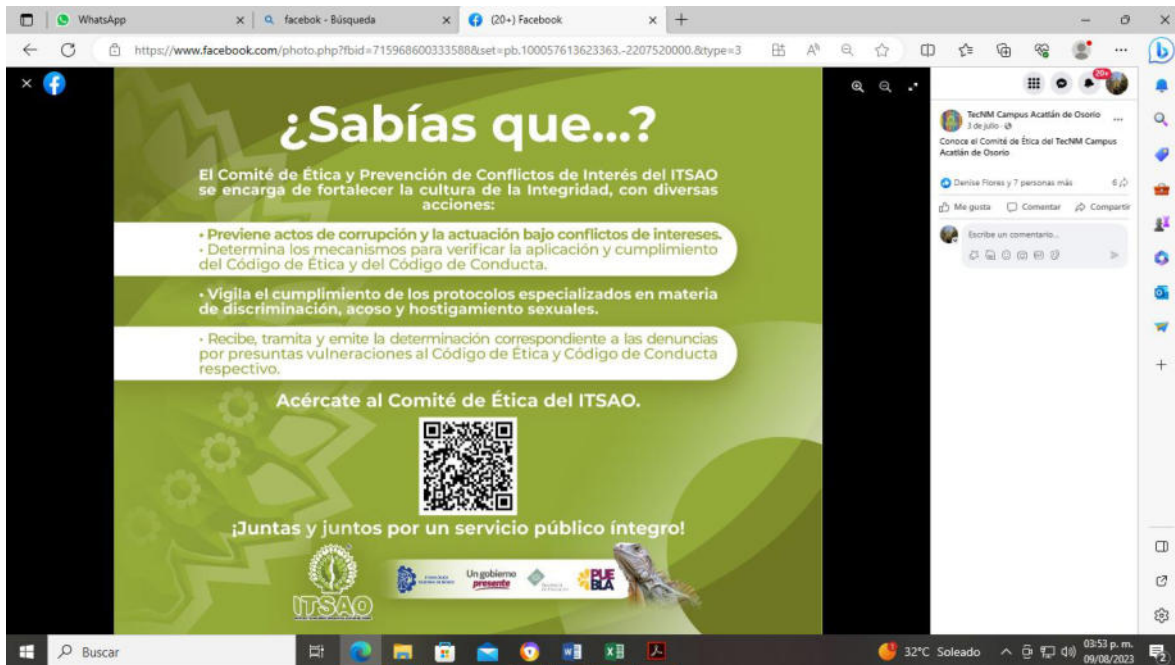 WhatsApp
facebok - Búsqueda
(20+) Facebook
https://www.facebook.com/photo.php?fbid=715968600333588&set=pb.100057613623363.-2207520000.&type=3
¿Sabías que...?
El Comité de Ética y Prevención de Conflictos de Interés del ITSAO
se encarga de fortalecer la cultura de la Integridad, con diversas
acciones:
• Previene actos de corrupción y la actuación bajo conflictos de intereses.
• Determina los mecanismos para verificar la aplicación y cumplimiento
del Código de Ética y del Código de Conducta.
• Vigila el cumplimiento de los protocolos especializados en materia
de discriminación, acoso y hostigamiento sexuales.
• Recibe, tramita y emite la determinación correspondiente a las denuncias
por presuntas vulneraciones al Código de Ética y Código de Conducta
respectivo.
Acércate al Comité de Ética del ITSAO.
¡Juntas y juntos por un servicio público íntegro!
ITSAO
Un gobierno
presente
PUE
BLA
20+
TecNM Campus Acatlán de Osorio
3 de julio
Conoce el Comité de Ética del TecNM Campus
Acatlán de Osorio
Denise Flores y 7 personas más
6
Me gusta Comentar Compartir
Escribe un comentario...
Buscar
32°C Soleado
03:53 p. m.
09/08/2023